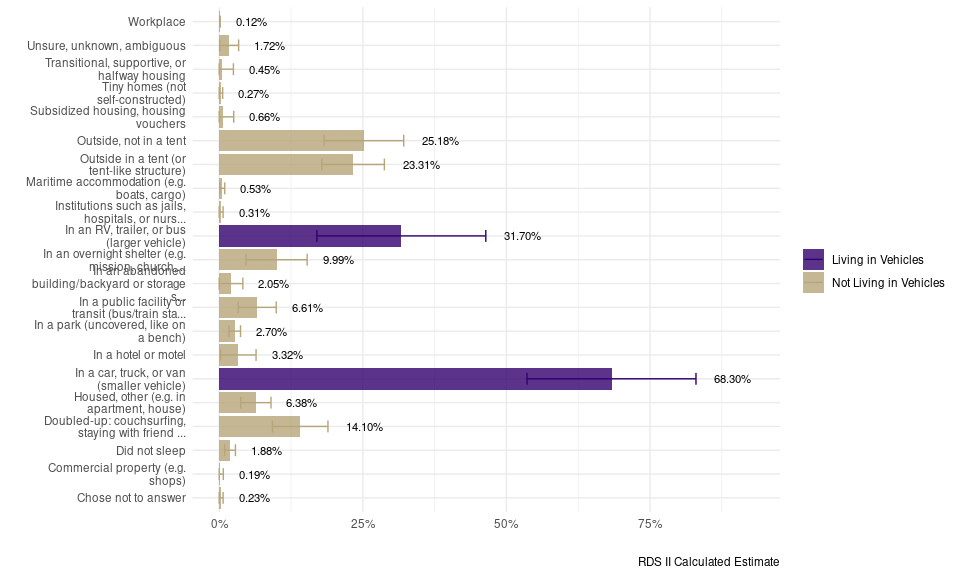 Workplace
0.12%
Unsure, unknown, ambiguous
1.72%
Transitional, supportive, or
halfway housing
0.45%
Tiny homes (not
self-constructed)
0.27%
Subsidized housing, housing
vouchers
0.66%
Outside, not in a tent
25.18%
Outside in a tent (or
tent-like structure)
23.31%
Maritime accommodation (e.g.
boats, cargo)
0.53%
Institutions such as jails,
hospitals, or nurs...
0.31%
In an RV, trailer, or bus
(larger vehicle)
31.70%
In an overnight shelter (e.g.
mission, church...
9.99%
In an abandoned
building/backyard or storage
s...
2.05%
In a public facility or
transit (bus/train sta...
6.61%
In a park (uncovered, like on
a bench)
2.70%
In a hotel or motel
3.32%
In a car, truck, or van
(smaller vehicle)
68.30%
Housed, other (e.g. in
apartment, house)
6.38%
Doubled-up: couchsurfing,
staying with friend ...
14.10%
Did not sleep
1.88%
Commercial property (e.g.
shops)
0.19%
Chose not to answer
0.23%
0% 25% 50% 75%
RDS II Calculated Estimate
Living in Vehicles
Not Living in Vehicles